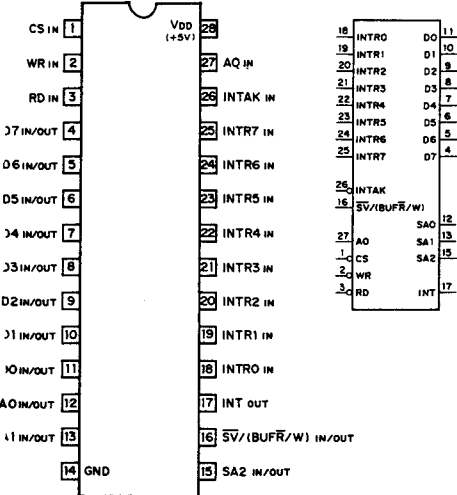 CS IN 1
WR IN 2
RD IN 3
D7 IN/OUT 4
D6 IN/OUT 5
D5 IN/OUT 6
D4 IN/OUT 7
D3 IN/OUT 8
D2 IN/OUT 9
D1 IN/OUT 10
D0 IN/OUT 11
A0 IN/OUT 12
A1 IN/OUT 13
14 GND
VDD 28
(+5V)
27 AQ IN
26 INTAK IN
25 INTR7 IN
24 INTR6 IN
23 INTR5 IN
22 INTR4 IN
21 INTR3 IN
20 INTR2 IN
19 INTR1 IN
18 INTR0 IN
17 INT OUT
16 S̅V̅/(BUFR̅/W) IN/OUT
15 SA2 IN/OUT
18 INTR0 D0 11
19 INTR1 D1 10
20 INTR2 D2 9
21 INTR3 D3 8
22 INTR4 D4 7
23 INTR5 D5 6
24 INTR6 D6 5
25 INTR7 D7 4
26 INTAK
16 S̅V̅/(BUFR̅/W)
SA0 12
27 A0 SA1 13
1 CS SA2 15
2 WR
3 RD INT 17